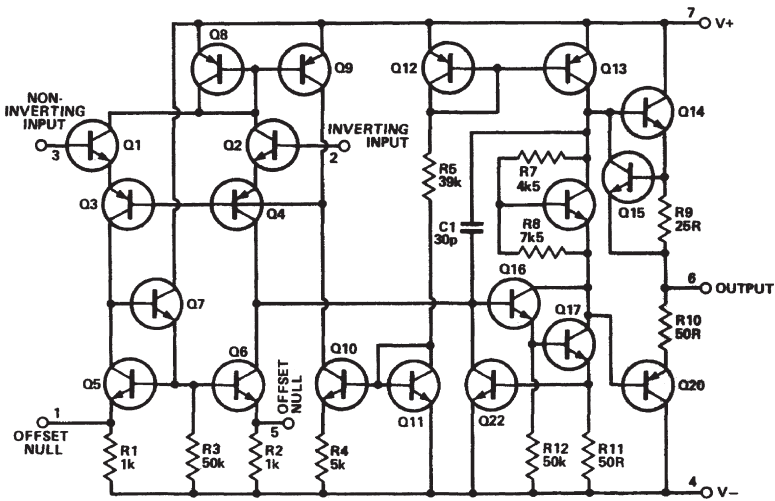 7
V+
Q8
Q9
Q12
Q13
NON-
INVERTING
INPUT
3
Q1
Q2
INVERTING
INPUT
2
Q14
R5
39k
R7
4k5
Q15
Q3
Q4
C1
30p
R8
7k5
R9
25R
Q16
6
OUTPUT
Q7
Q17
R10
50R
Q5
Q6
Q10
OFFSET
NULL
Q11
Q22
Q20
1
OFFSET
NULL
5
R1
1k
R3
50k
R2
1k
R4
5k
R12
50k
R11
50R
4
V−